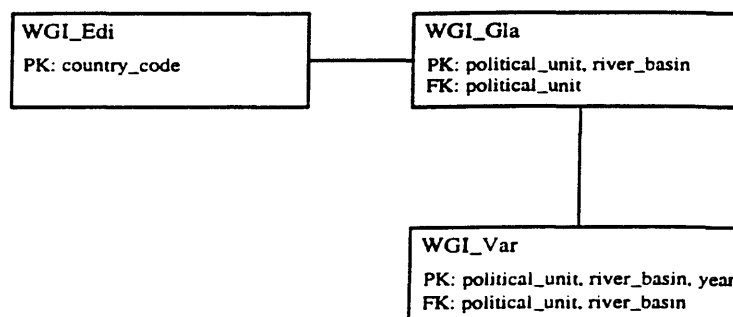 WGI_Edi
PK: country_code
WGI_Gla
PK: political_unit, river_basin
FK: political_unit
WGI_Var
PK: political_unit, river_basin, year
FK: political_unit, river_basin